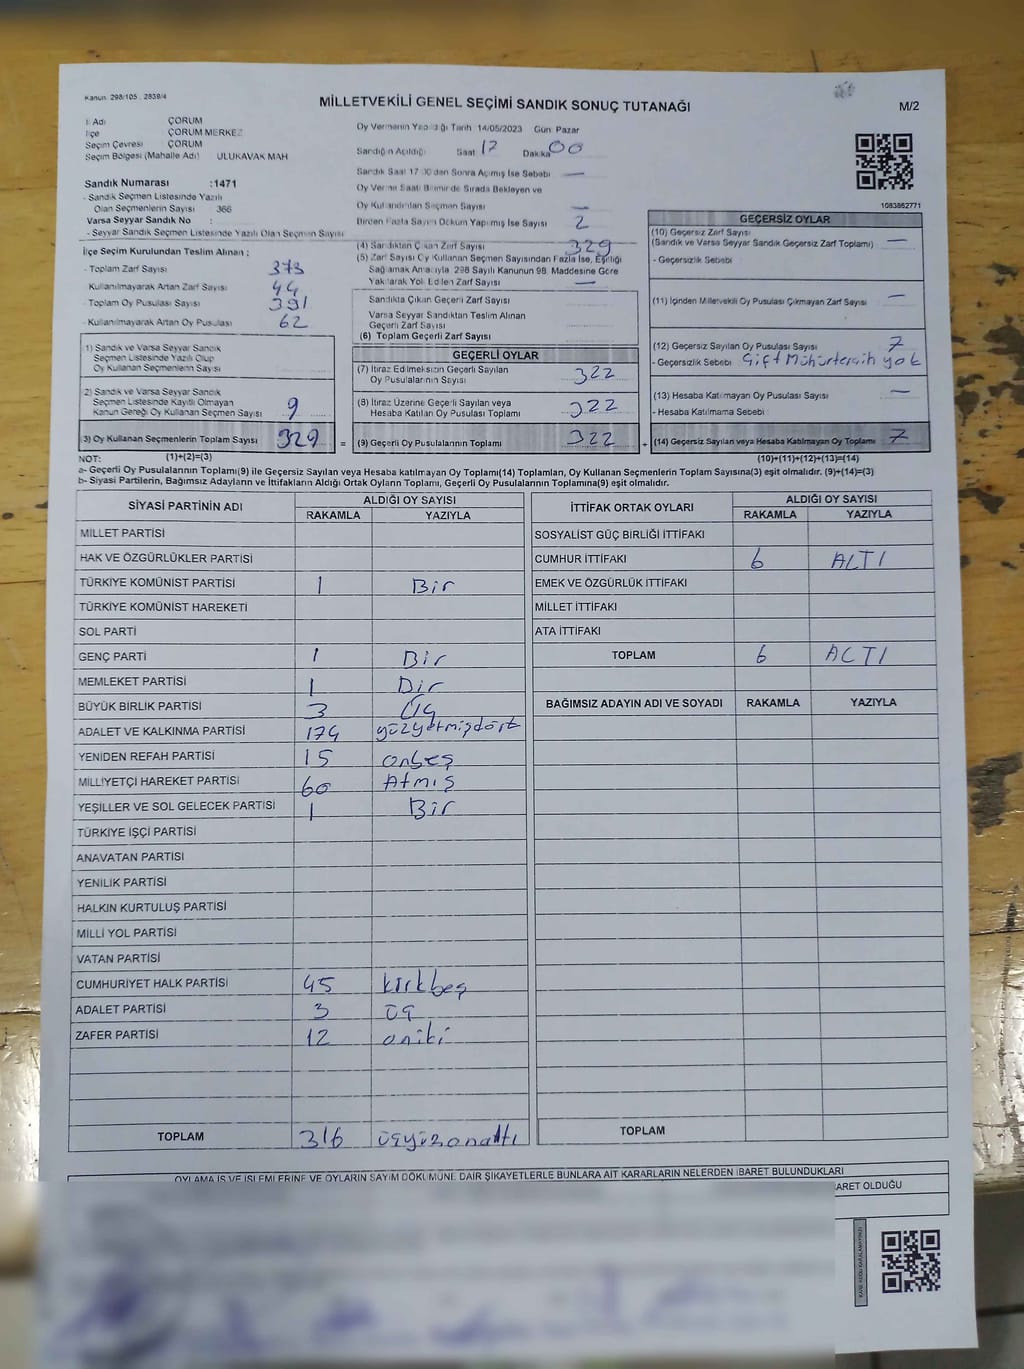 Kanun: 298/105 , 2839/4
MİLLETVEKİLİ GENEL SEÇİMİ SANDIK SONUÇ TUTANAĞI
M/2
İl Adı ÇORUM
İlçe ÇORUM MERKEZ
Seçim Çevresi ÇORUM
Seçim Bölgesi (Mahalle Adı) ULUKAVAK MAH
Sandık Numarası :1471
- Sandık Seçmen Listesinde Yazılı
Olan Seçmenlerin Sayısı 366
Varsa Seyyar Sandık No :
- Seyyar Sandık Seçmen Listesinde Yazılı Olan Seçmen Sayısı
İlçe Seçim Kurulundan Teslim Alınan :
- Toplam Zarf Sayısı 373
- Kullanılmayarak Artan Zarf Sayısı 44
- Toplam Oy Pusulası Sayısı 391
- Kullanılmayarak Artan Oy Pusulası 62
1) Sandık ve Varsa Seyyar Sandık
Seçmen Listesinde Yazılı Olup
Oy Kullanan Seçmenlerin Sayısı
2) Sandık ve Varsa Seyyar Sandık
Seçmen Listesinde Kayıtlı Olmayan
Kanun Gereği Oy Kullanan Seçmen Sayısı 9
(3) Oy Kullanan Seçmenlerin Toplam Sayısı 329 =
Oy Vermenin Yapıldığı Tarih 14/05/2023 Gün Pazar
Sandığın Açıldığı Saat 17 Dakika 00
Sandık Saat 17:00'den Sonra Açılmış İse Sebebi —
Oy Verme Saati Bitiminde Sırada Bekleyen ve
Oy Kullandırılan Seçmen Sayısı —
Birden Fazla Sayım Döküm Yapılmış İse Sayısı 2
(4) Sandıktan Çıkan Zarf Sayısı 329
(5) Zarf Sayısı Oy Kullanan Seçmen Sayısından Fazla İse, Eşitliği
Sağlamak Amacıyla 298 Sayılı Kanunun 98. Maddesine Göre
Yakılarak Yok Edilen Zarf Sayısı —
Sandıkta Çıkan Geçerli Zarf Sayısı
Varsa Seyyar Sandıktan Teslim Alınan
Geçerli Zarf Sayısı
(6) Toplam Geçerli Zarf Sayısı
GEÇERLİ OYLAR
(7) İtiraz Edilmeksizin Geçerli Sayılan
Oy Pusulalarının Sayısı 322
(8) İtiraz Üzerine Geçerli Sayılan veya
Hesaba Katılan Oy Pusulası Toplamı 322
(9) Geçerli Oy Pusulalarının Toplamı 322 +
1083862771
GEÇERSİZ OYLAR
(10) Geçersiz Zarf Sayısı
(Sandık ve Varsa Seyyar Sandık Geçersiz Zarf Toplamı) —
- Geçersizlik Sebebi
(11) İçinden Milletvekili Oy Pusulası Çıkmayan Zarf Sayısı —
(12) Geçersiz Sayılan Oy Pusulası Sayısı 7
- Geçersizlik Sebebi Çift Mühür tercih yok
(13) Hesaba Katılmayan Oy Pusulası Sayısı —
- Hesaba Katılmama Sebebi
(14) Geçersiz Sayılan veya Hesaba Katılmayan Oy Toplamı 7
NOT: (1)+(2)=(3) (10)+(11)+(12)+(13)=(14)
a- Geçerli Oy Pusulalarının Toplamı(9) ile Geçersiz Sayılan veya Hesaba katılmayan Oy Toplamı(14) Toplamları, Oy Kullanan Seçmenlerin Toplam Sayısına(3) eşit olmalıdır. (9)+(14)=(3)
b- Siyasi Partilerin, Bağımsız Adayların ve İttifakların Aldığı Ortak Oyların Toplamı, Geçerli Oy Pusulalarının Toplamına(9) eşit olmalıdır.
SİYASİ PARTİNİN ADI ALDIĞI OY SAYISI
RAKAMLA YAZIYLA
MİLLET PARTİSİ
HAK VE ÖZGÜRLÜKLER PARTİSİ
TÜRKİYE KOMÜNİST PARTİSİ 1 Bir
TÜRKİYE KOMÜNİST HAREKETİ
SOL PARTİ
GENÇ PARTİ 1 Bir
MEMLEKET PARTİSİ 1 Bir
BÜYÜK BİRLİK PARTİSİ 3 Üç
ADALET VE KALKINMA PARTİSİ 174 yüzyetmişdört
YENİDEN REFAH PARTİSİ 15 onbeş
MİLLİYETÇİ HAREKET PARTİSİ 60 Atmış
YEŞİLLER VE SOL GELECEK PARTİSİ 1 Bir
TÜRKİYE İŞÇİ PARTİSİ
ANAVATAN PARTİSİ
YENİLİK PARTİSİ
HALKIN KURTULUŞ PARTİSİ
MİLLİ YOL PARTİSİ
VATAN PARTİSİ
CUMHURİYET HALK PARTİSİ 45 kırkbeş
ADALET PARTİSİ 3 üç
ZAFER PARTİSİ 12 oniki
TOPLAM 316 üçyüzonaltı
İTTİFAK ORTAK OYLARI ALDIĞI OY SAYISI
RAKAMLA YAZIYLA
SOSYALİST GÜÇ BİRLİĞİ İTTİFAKI
CUMHUR İTTİFAKI 6 ALTI
EMEK VE ÖZGÜRLÜK İTTİFAKI
MİLLET İTTİFAKI
ATA İTTİFAKI
TOPLAM 6 ALTI
BAĞIMSIZ ADAYIN ADI VE SOYADI RAKAMLA YAZIYLA
TOPLAM
OYLAMA İŞ VE İŞLEMLERİNE VE OYLARIN SAYIM DÖKÜMÜNE DAİR ŞİKAYETLERLE BUNLARA AİT KARARLARIN NELERDEN İBARET BULUNDUKLARI
ARET OLDUĞU